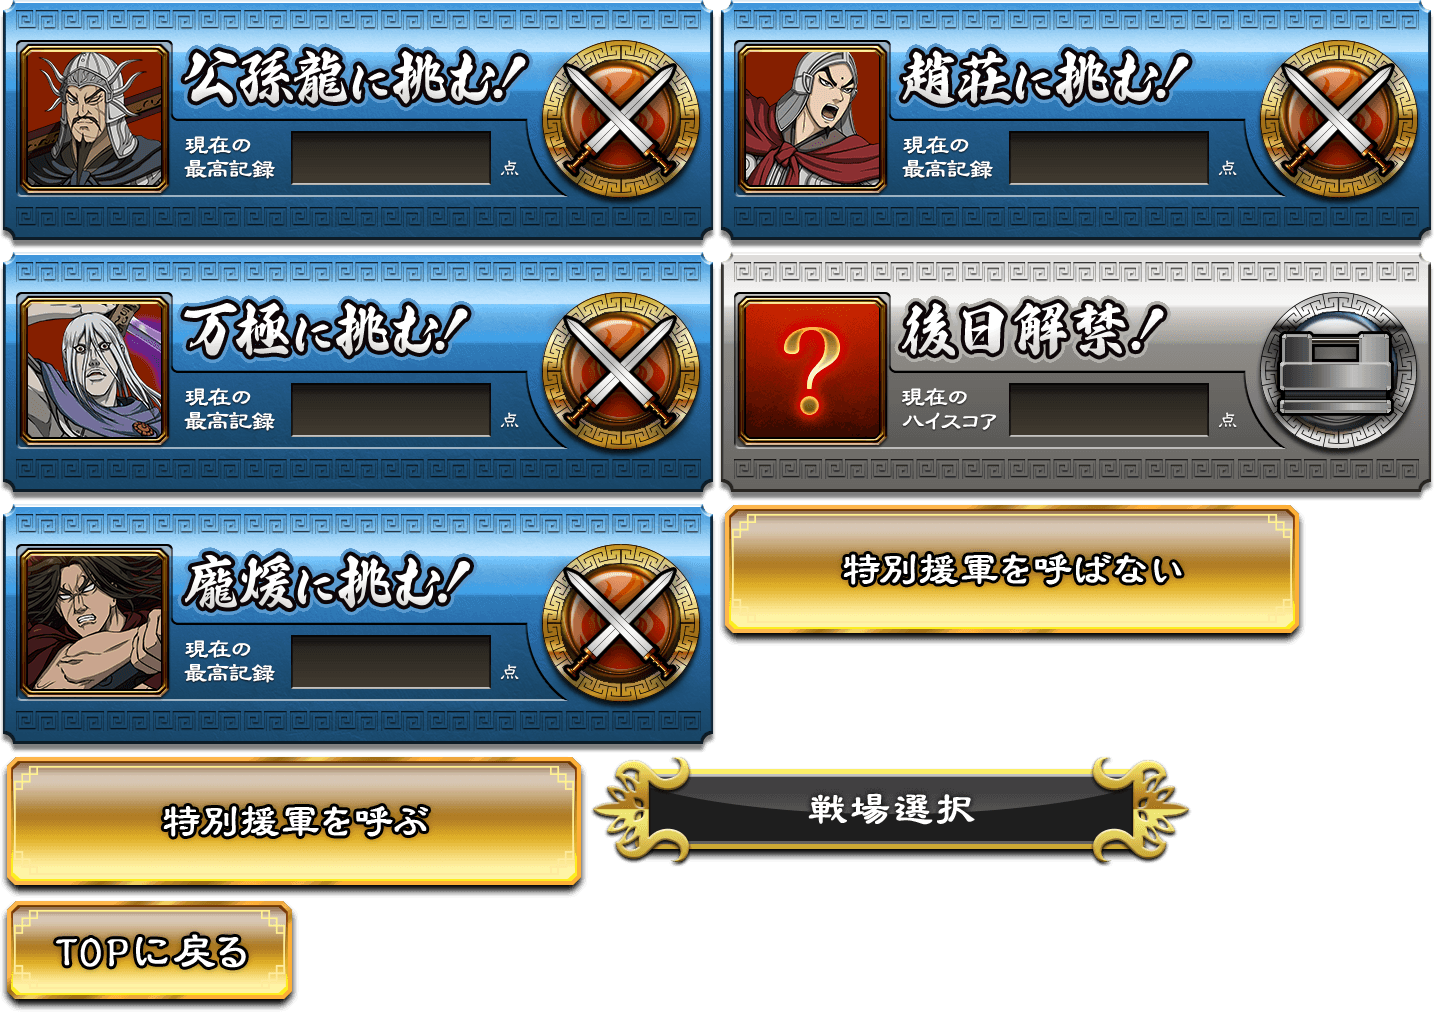 公孫龍に挑む!
現在の
最高記録
点
趙荘に挑む!
現在の
最高記録
点
万極に挑む!
現在の
最高記録
点
?
後日解禁!
現在の
ハイスコア
点
龐煖に挑む!
現在の
最高記録
点
特別援軍を呼ばない
特別援軍を呼ぶ
戦場選択
TOPに戻る